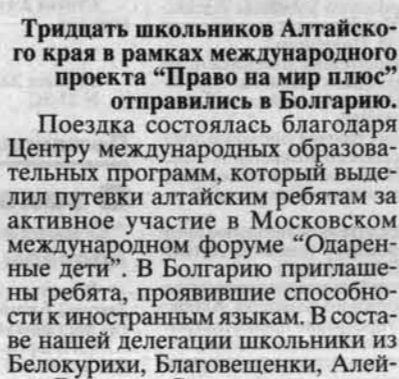 Тридцать школьников Алтайско-
го края в рамках международного
проекта “Право на мир плюс”
отправились в Болгарию.
Поездка состоялась благодаря
Центру международных образова-
тельных программ, который выде-
лил путевки алтайским ребятам за
активное участие в Московском
международном форуме “Одарен-
ные дети”. В Болгарию приглаше-
ны ребята, проявившие способно-
сти к иностранным языкам. В соста-
ве нашей делегации школьники из
Белокурихи, Благовещенки, Алей-